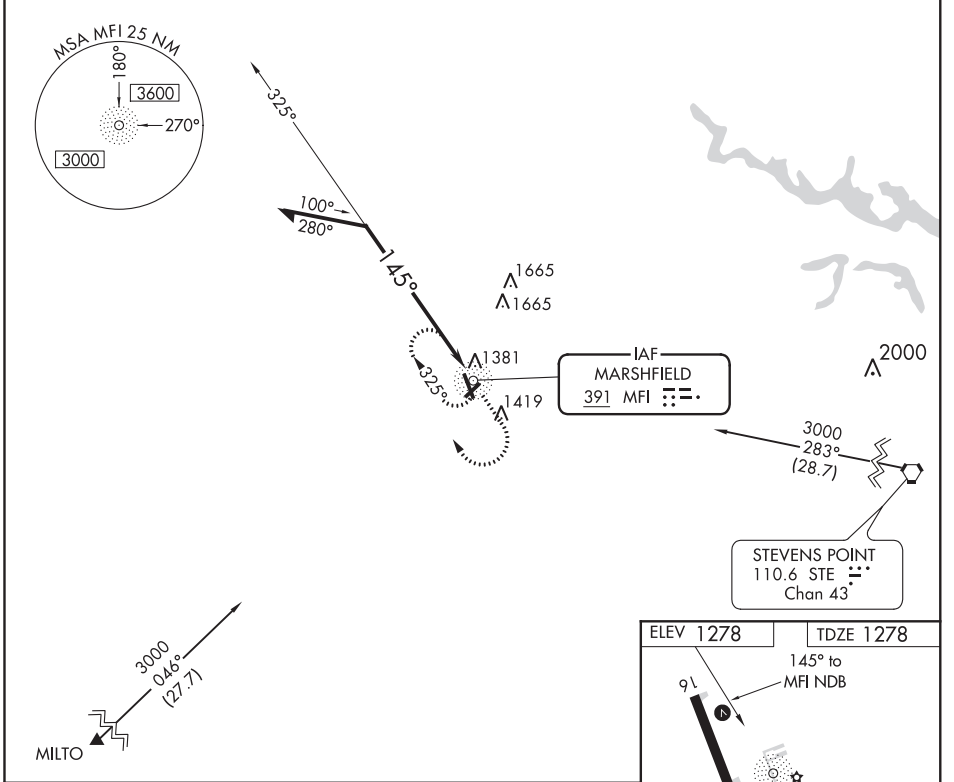 MSA MFI 25 NM
180°
3600
270°
3000
325°
100°
280°
145°
1665
1665
1381
325°
1419
IAF
MARSHFIELD
391 MFI
2000
3000
283°
(28.7)
STEVENS POINT
110.6 STE
Chan 43
3000
046°
(27.7)
MILTO
ELEV 1278
TDZE 1278
145° to
MFI NDB
16
V